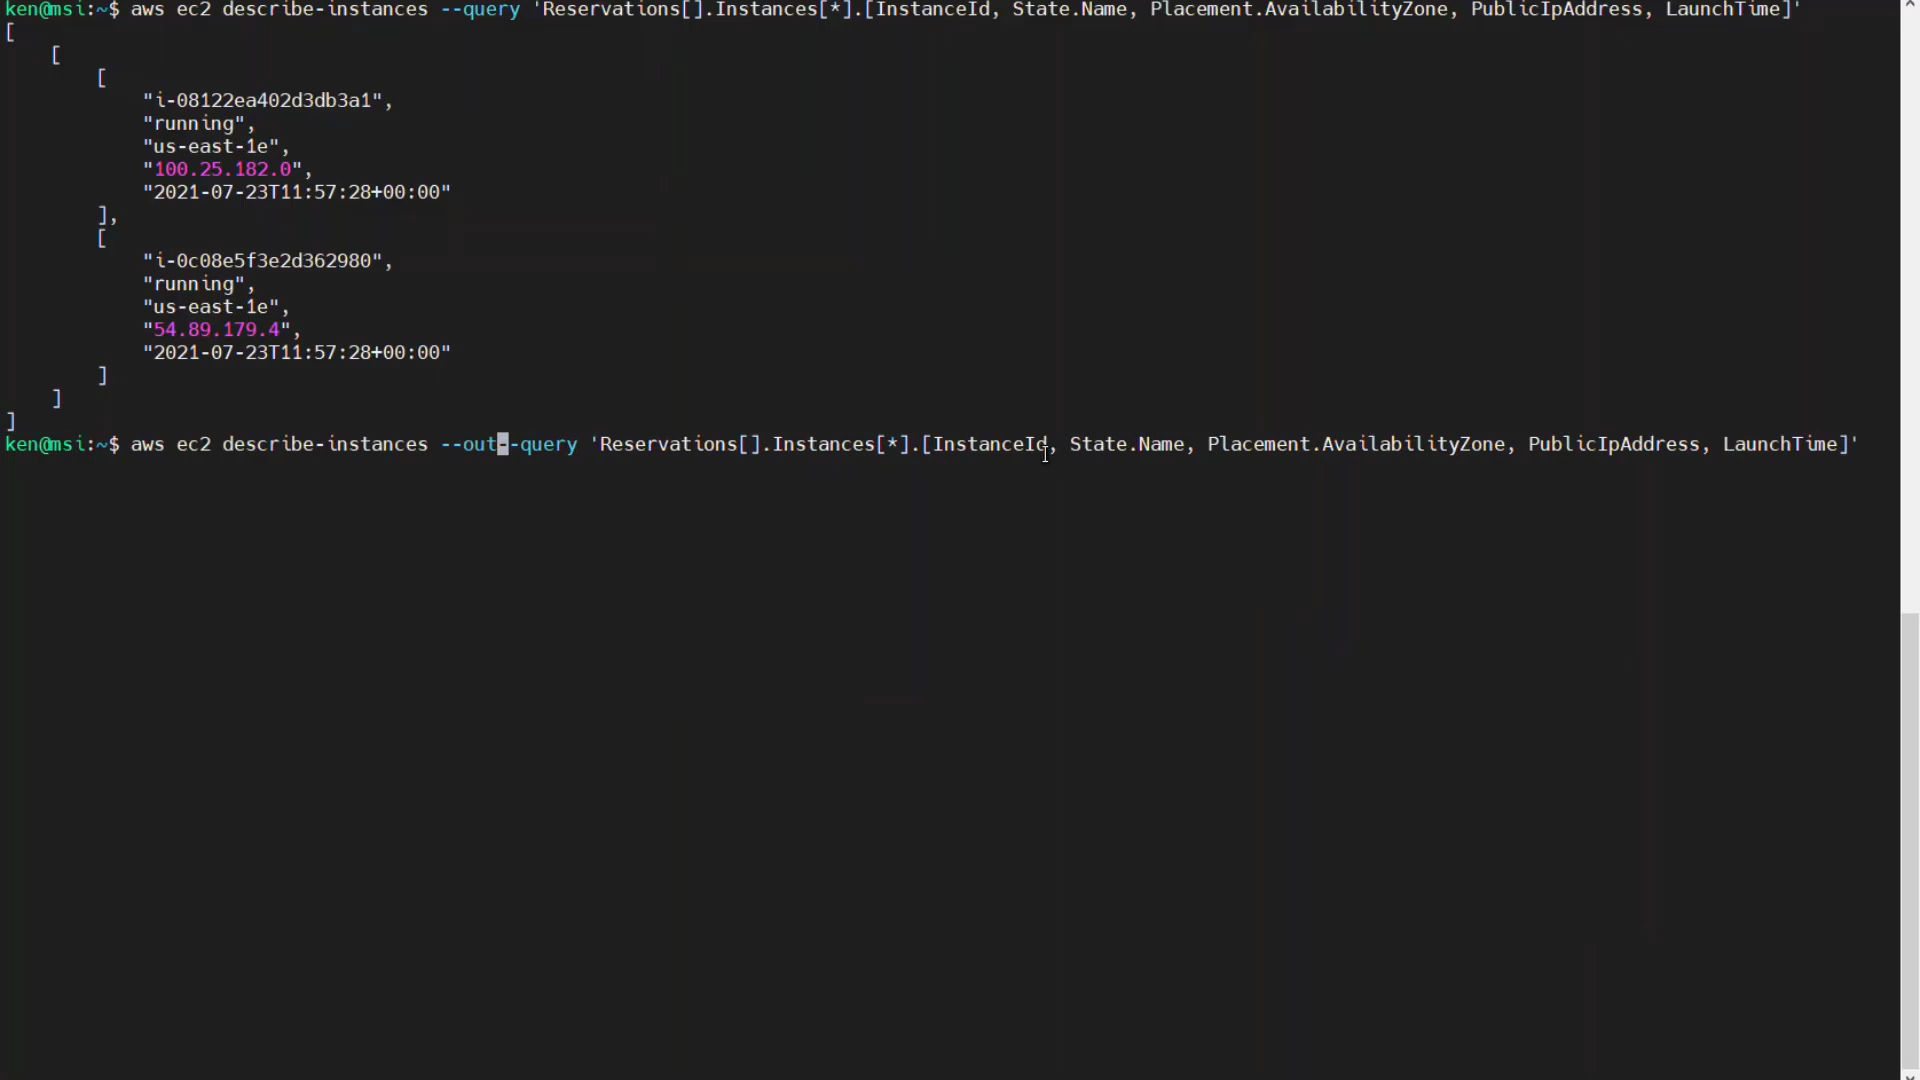 ken@msi:~$ aws ec2 describe-instances --query 'Reservations[].Instances[*].[InstanceId, State.Name, Placement.AvailabilityZone, PublicIpAddress, LaunchTime]'
[
    [
        [
            "i-08122ea402d3db3a1",
            "running",
            "us-east-1e",
            "100.25.182.0",
            "2021-07-23T11:57:28+00:00"
        ],
        [
            "i-0c08e5f3e2d362980",
            "running",
            "us-east-1e",
            "54.89.179.4",
            "2021-07-23T11:57:28+00:00"
        ]
    ]
]
ken@msi:~$ aws ec2 describe-instances --out--query 'Reservations[].Instances[*].[InstanceId, State.Name, Placement.AvailabilityZone, PublicIpAddress, LaunchTime]'